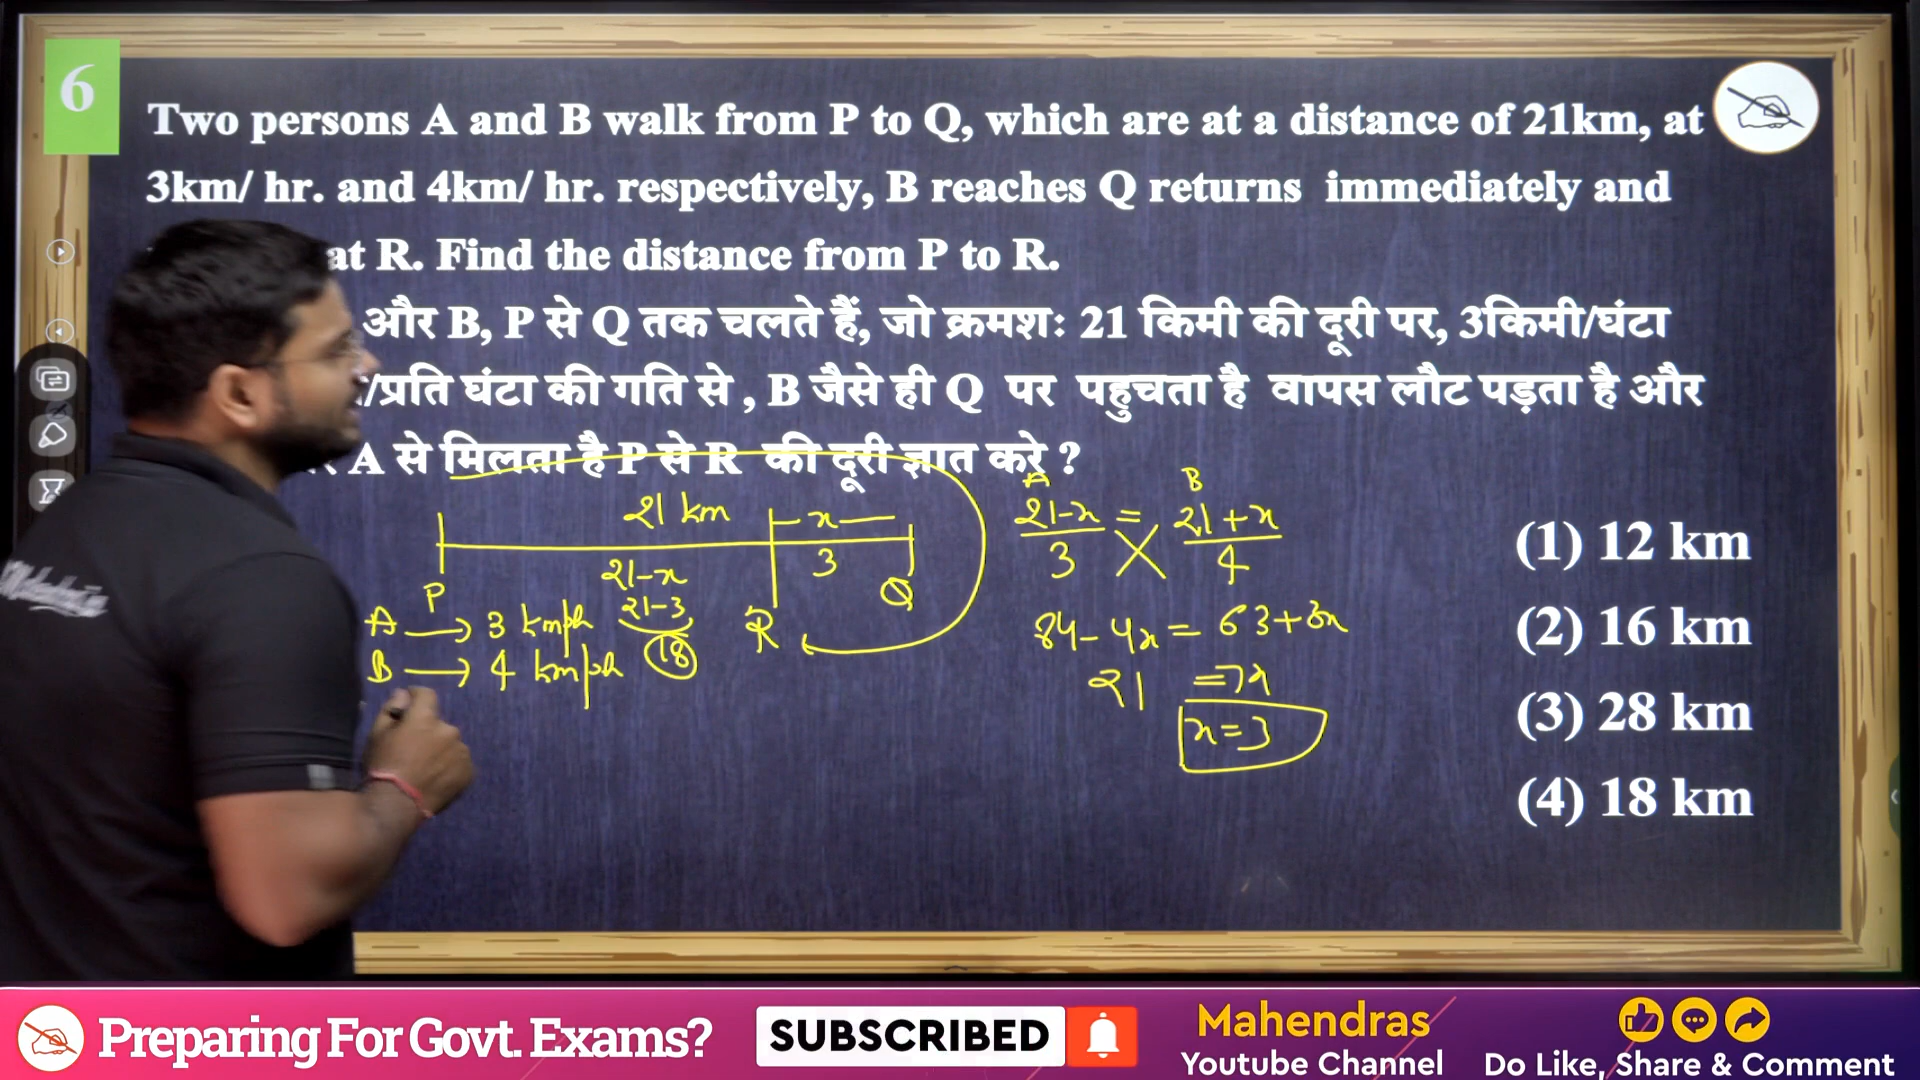 6
Two persons A and B walk from P to Q, which are at a distance of 21km, at
3km/ hr. and 4km/ hr. respectively, B reaches Q returns immediately and
at R. Find the distance from P to R.
और B, P से Q तक चलते हैं, जो क्रमशः 21 किमी की दूरी पर, 3किमी/घंटा
/प्रति घंटा की गति से , B जैसे ही Q पर पहुचता है वापस लौट पड़ता है और
A से मिलता है P से R की दूरी ज्ञात करे ?
21 km
x
21-x
3
P
R
Q
A → 3 kmph
B → 4 kmph
21-3
18
A B
21-x / 3 = 21+x / 4
84-4x = 63+3x
21 =7x
x=3
(1) 12 km
(2) 16 km
(3) 28 km
(4) 18 km
Preparing For Govt. Exams?
SUBSCRIBED
Mahendras
Youtube Channel
Do Like, Share & Comment